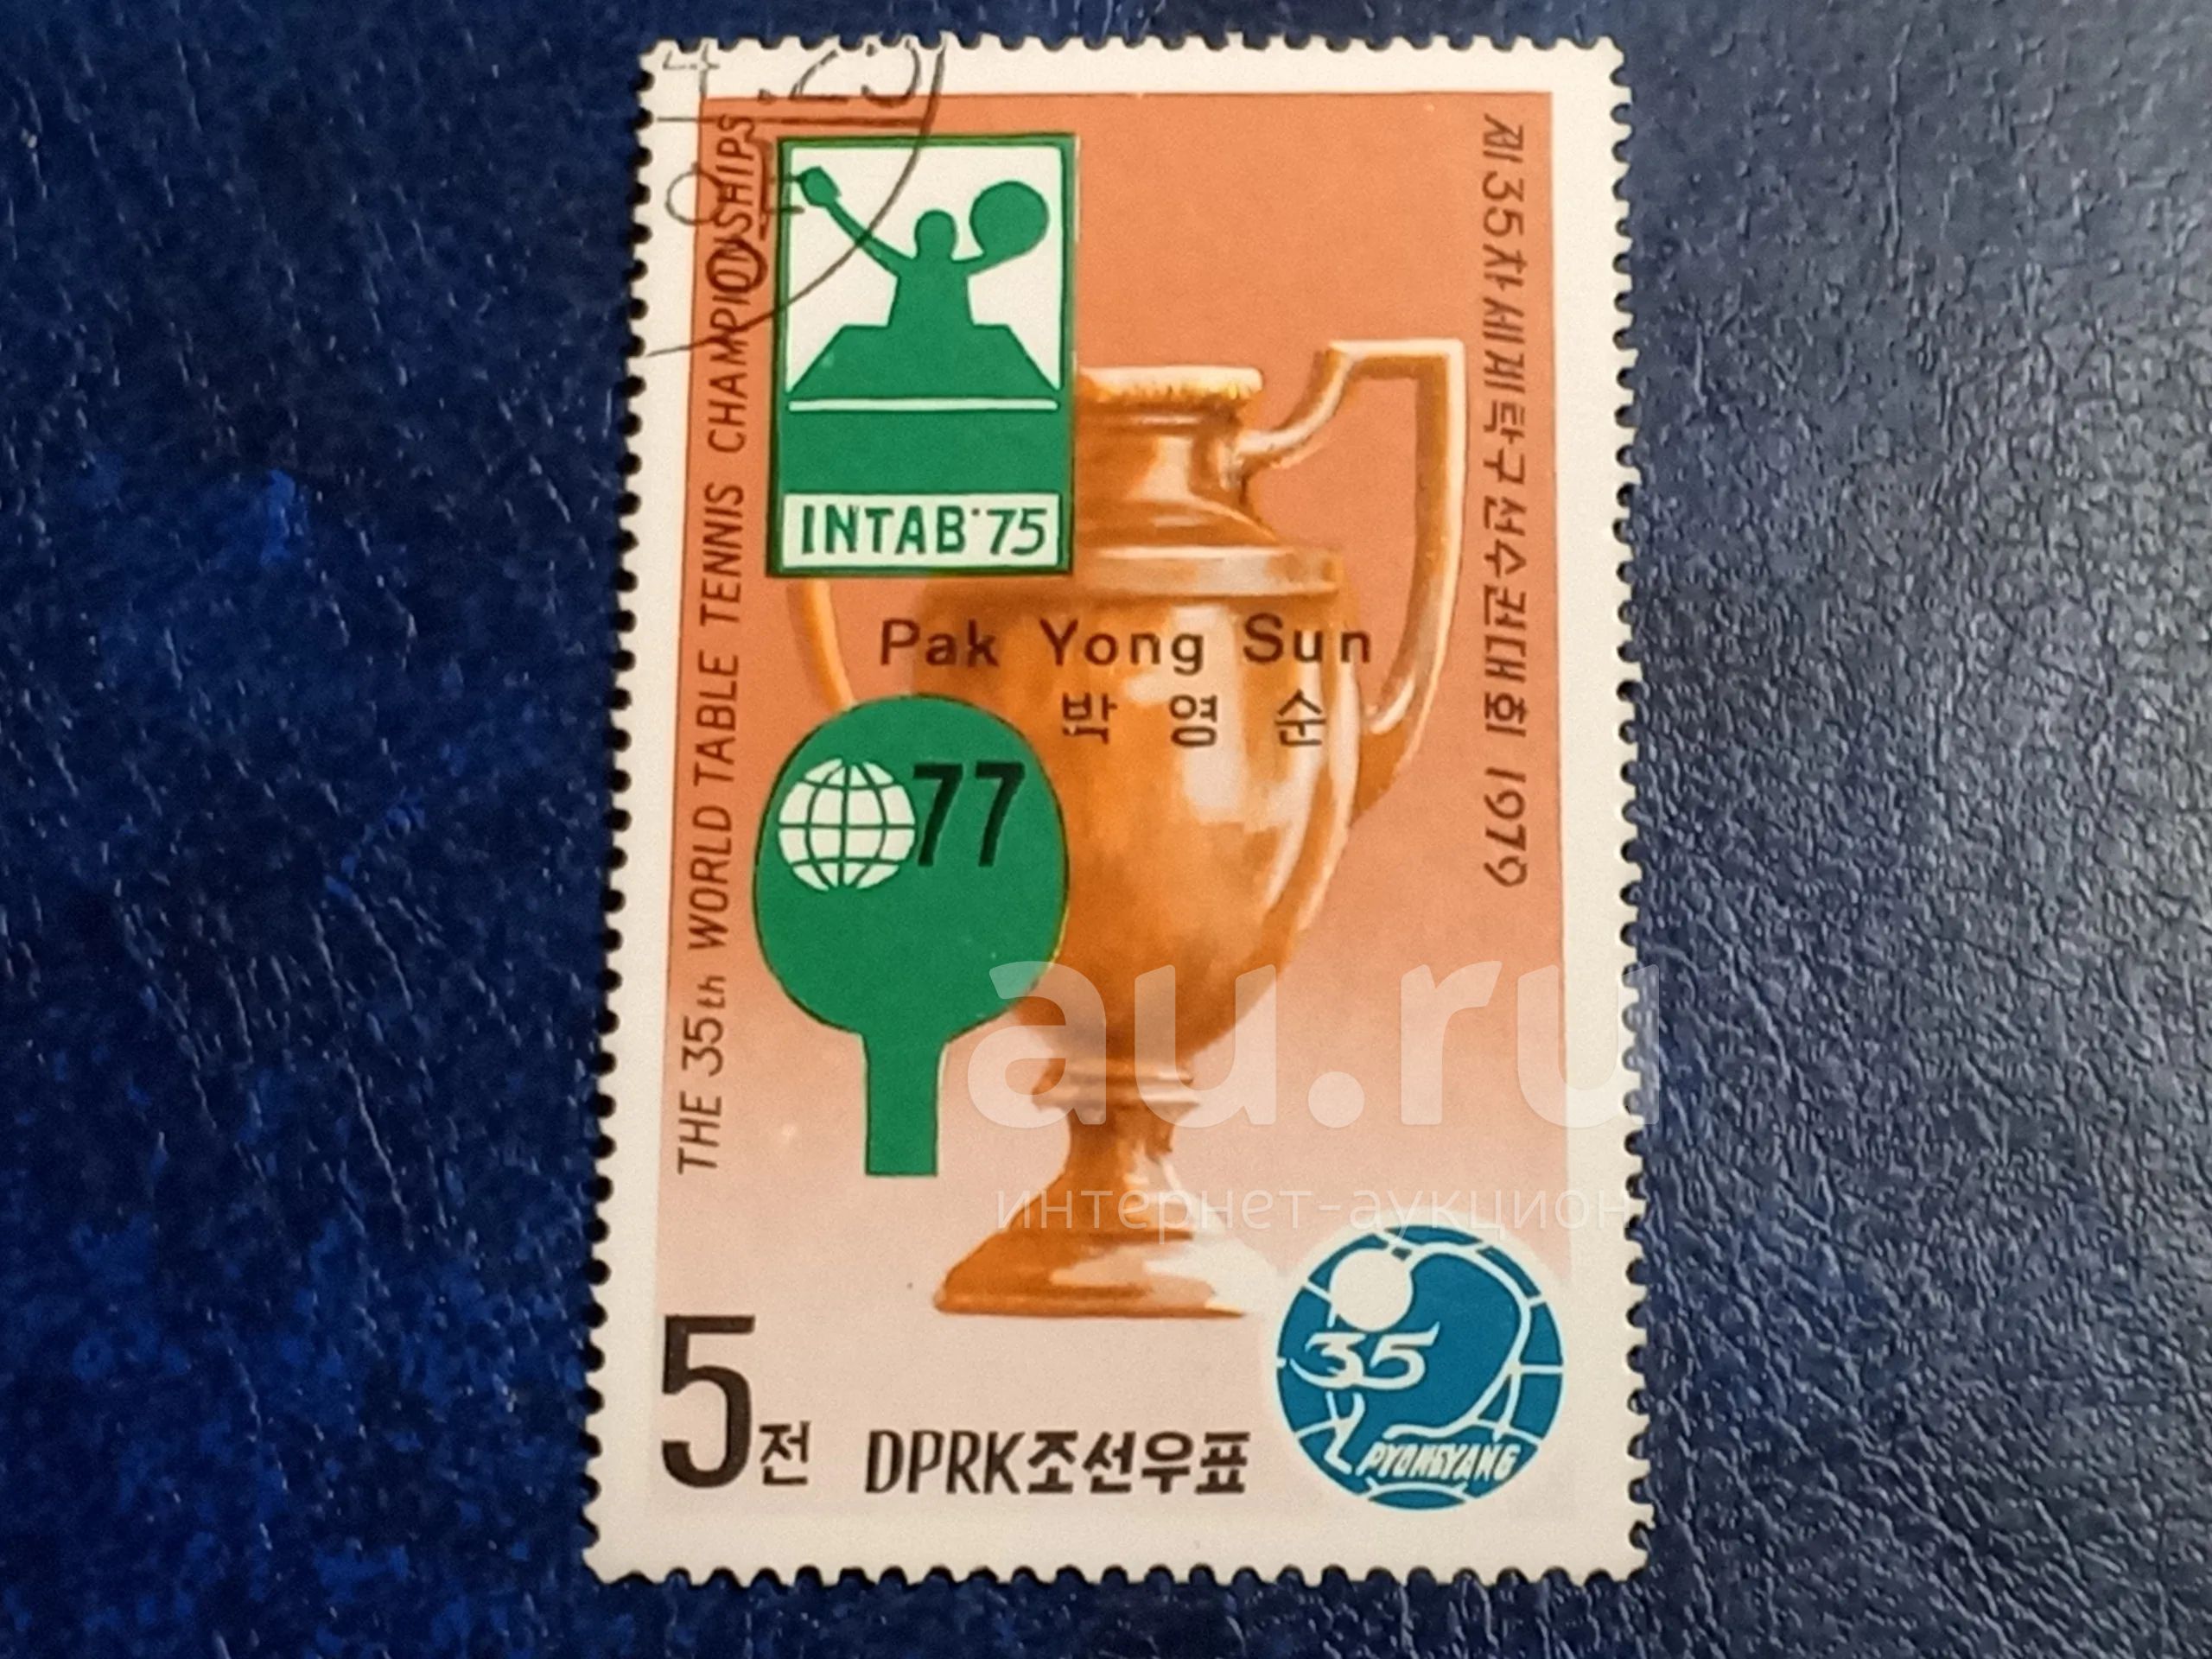 THE 35th WORLD TABLE TENNIS CHAMPIONSHIPS
제35차세계탁구선수권대회 1979
INTAB '75
Pak Yong Sun
박 영 순
77
au.ru
интернет-аукцион
35
PYONGYANG
5전
DPRK조선우표